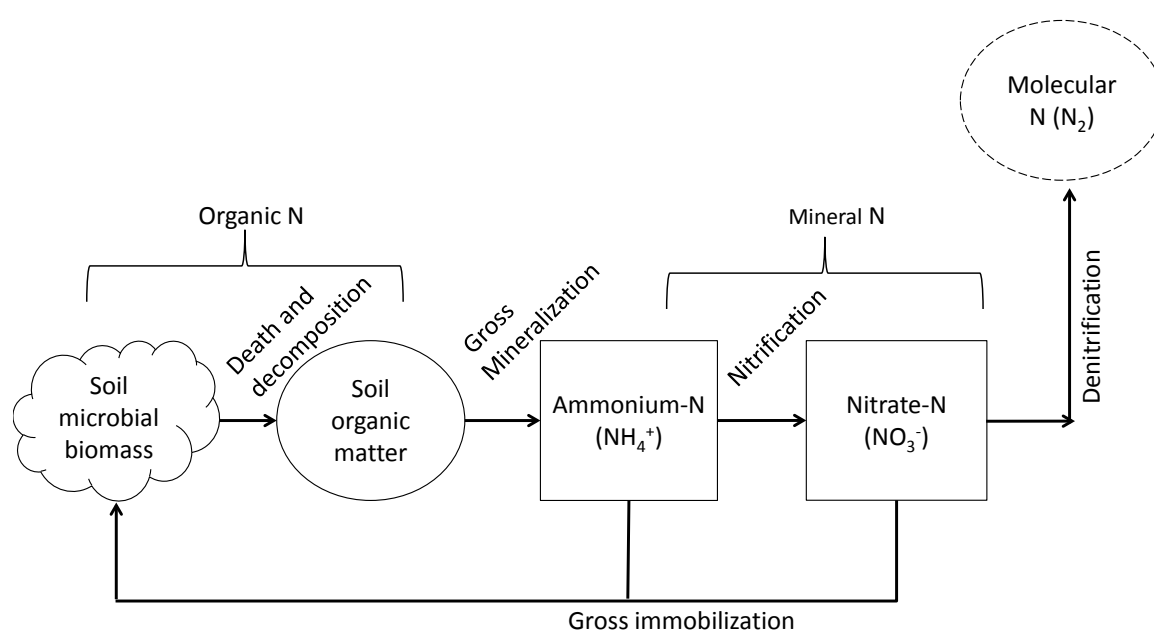 Molecular
N (N₂)
Organic N
Mineral N
Death and
decomposition
Gross
Mineralization
Nitrification
Denitrification
Soil
microbial
biomass
Soil
organic
matter
Ammonium-N
(NH₄⁺)
Nitrate-N
(NO₃⁻)
Gross immobilization